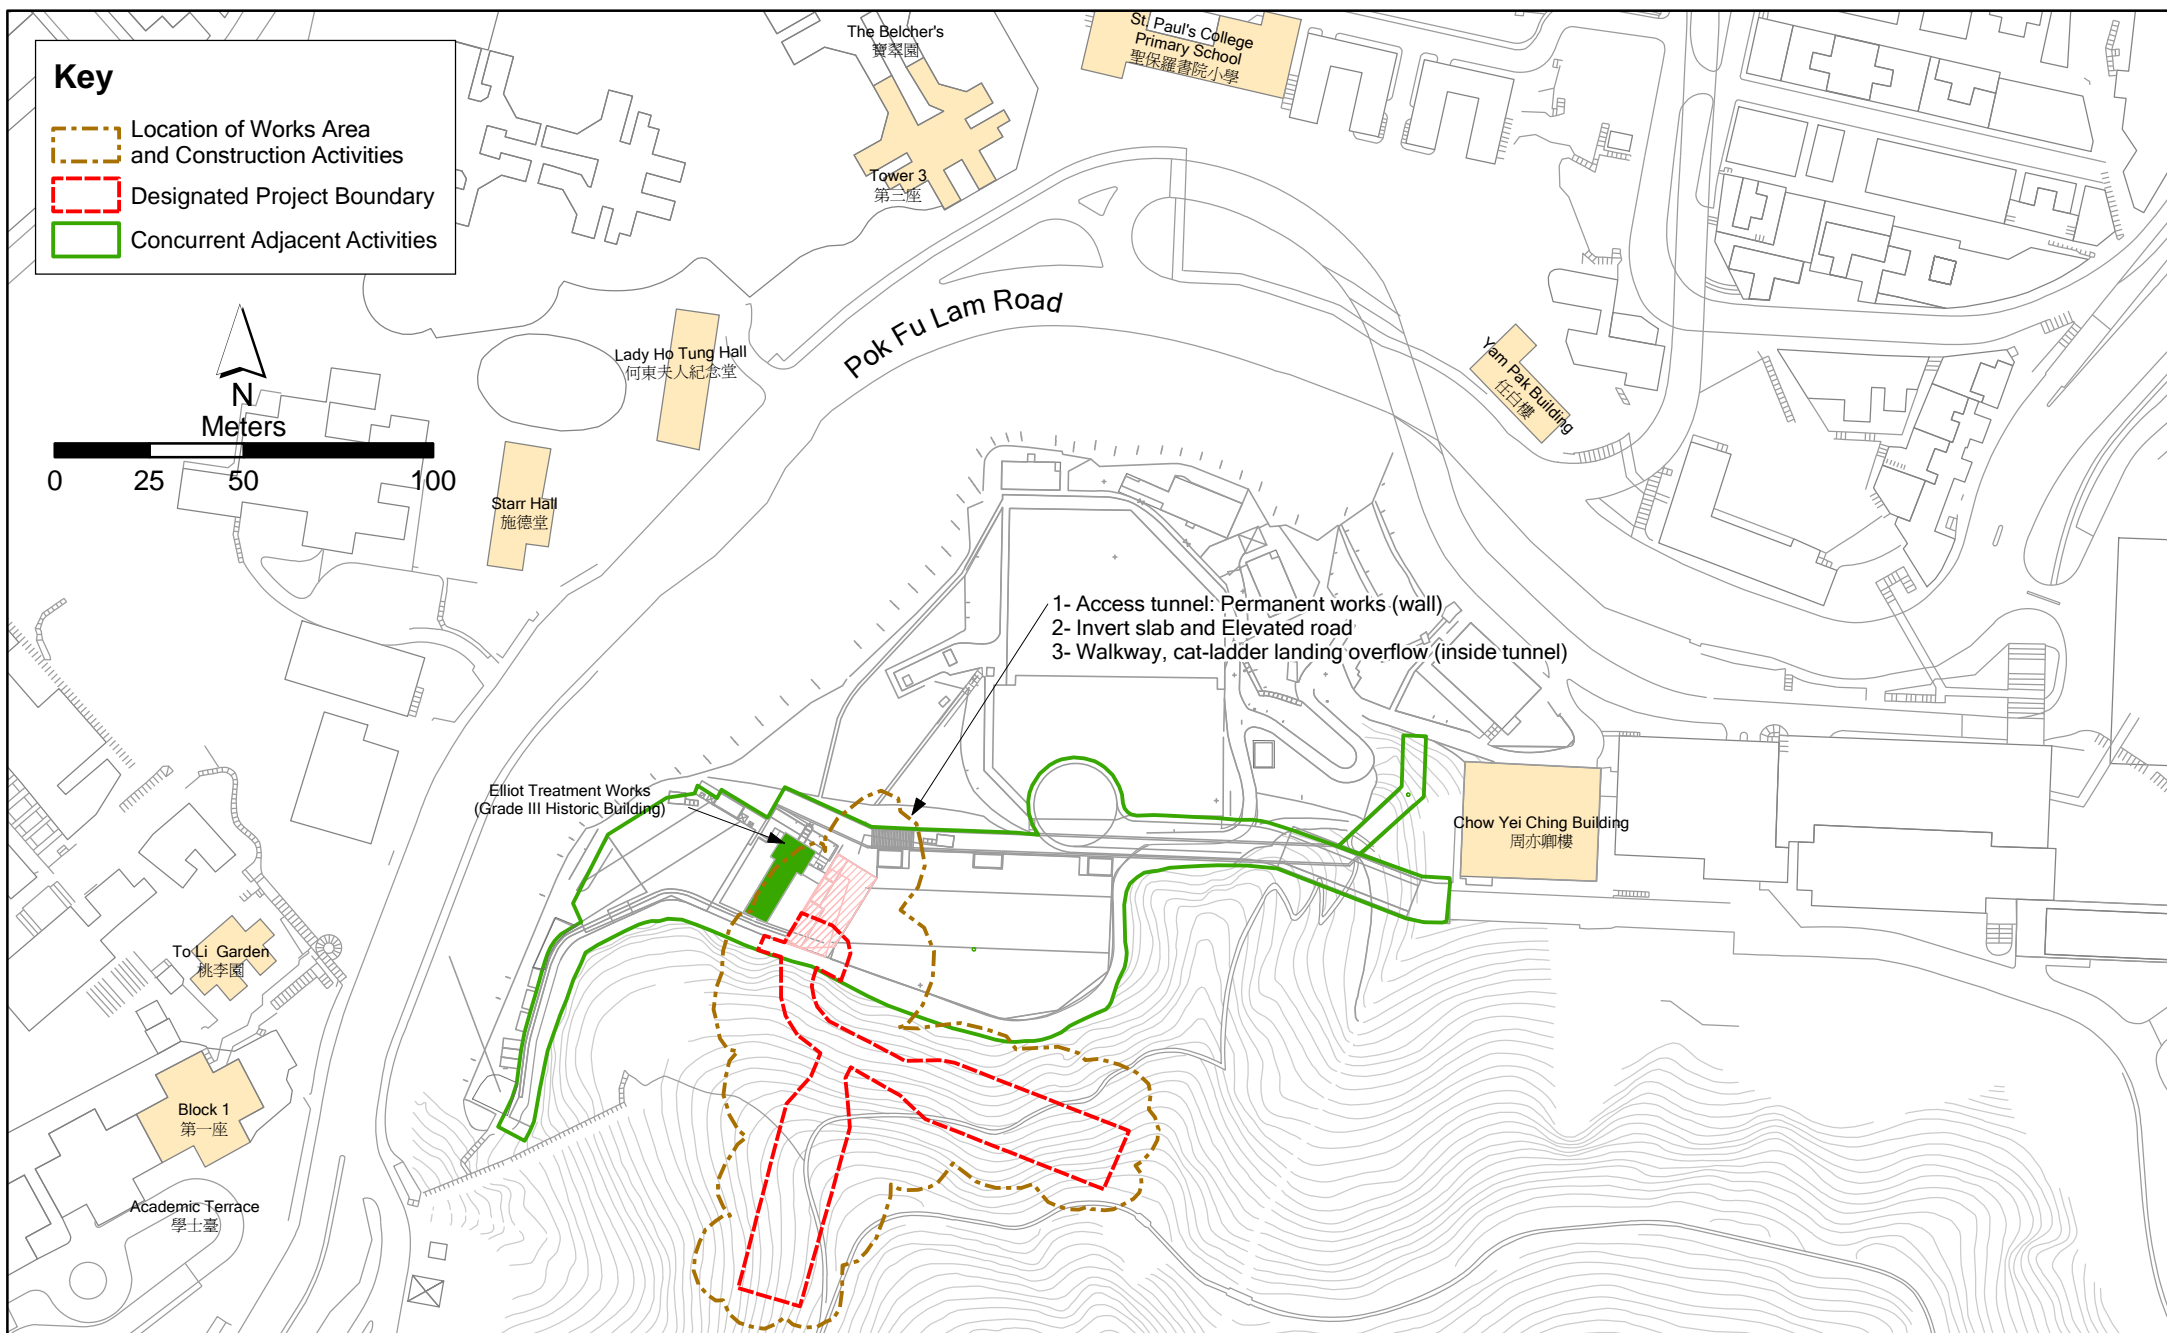 The Belcher's
寶翠園
St. Paul's College
Primary School
聖保羅書院小學
Key
Location of Works Area
and Construction Activities
Designated Project Boundary
Concurrent Adjacent Activities
Tower 3
第三座
Pok Fu Lam Road
N
Meters
0 25 50 100
Lady Ho Tung Hall
何東夫人紀念堂
Yam Pak Building
任白樓
Starr Hall
施德堂
1- Access tunnel: Permanent works (wall)
2- Invert slab and Elevated road
3- Walkway, cat-ladder landing overflow (inside tunnel)
Elliot Treatment Works
(Grade III Historic Building)
Chow Yei Ching Building
周亦卿樓
To Li Garden
桃李園
Block 1
第一座
Academic Terrace
學士臺